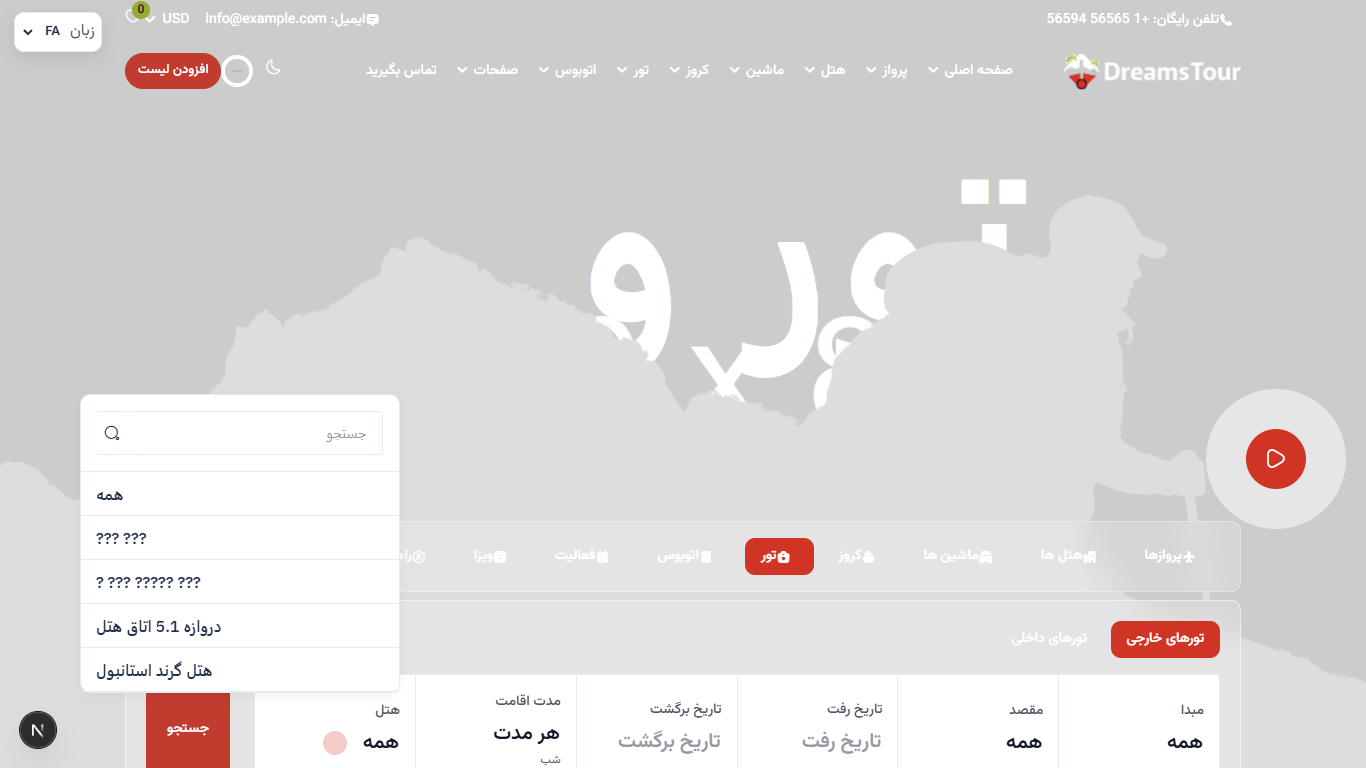 تلفن رایگان: +1 56565 56594
ایمیل: info@example.com
USD
0
زبان FA
DreamsTour
صفحه اصلی
پرواز
هتل
ماشین
کروز
تور
اتوبوس
صفحات
تماس بگیرید
افزودن لیست
جستجو
همه
??? ???
? ??? ????? ???
دروازه 5.1 اتاق هتل
هتل گرند استانبول
پروازها
هتل ها
ماشین ها
کروز
تور
اتوبوس
فعالیت
ویزا
تورهای خارجی
تورهای داخلی
مبدا
همه
مقصد
همه
تاریخ رفت
تاریخ رفت
تاریخ برگشت
تاریخ برگشت
مدت اقامت
هر مدت
شب
هتل
همه
جستجو
N